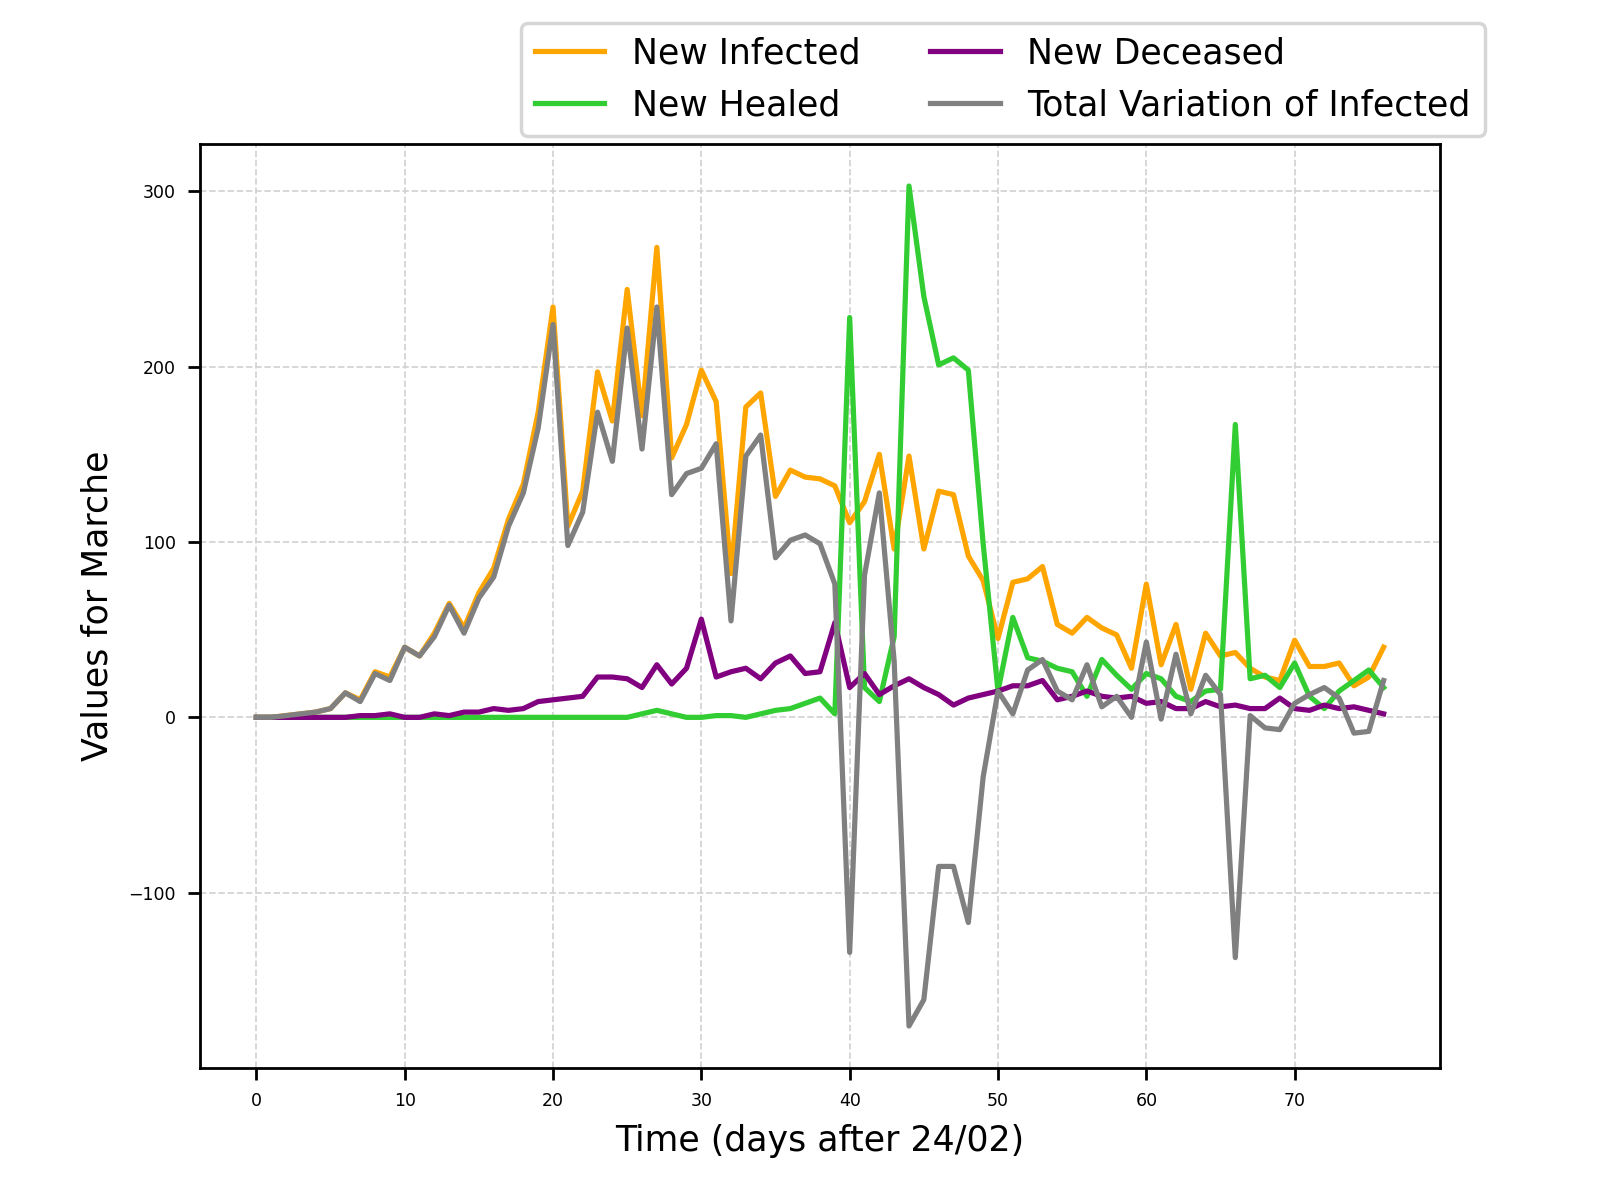 New Infected
New Healed
New Deceased
Total Variation of Infected
Values for Marche
300
200
100
0
−100
0 10 20 30 40 50 60 70
Time (days after 24/02)